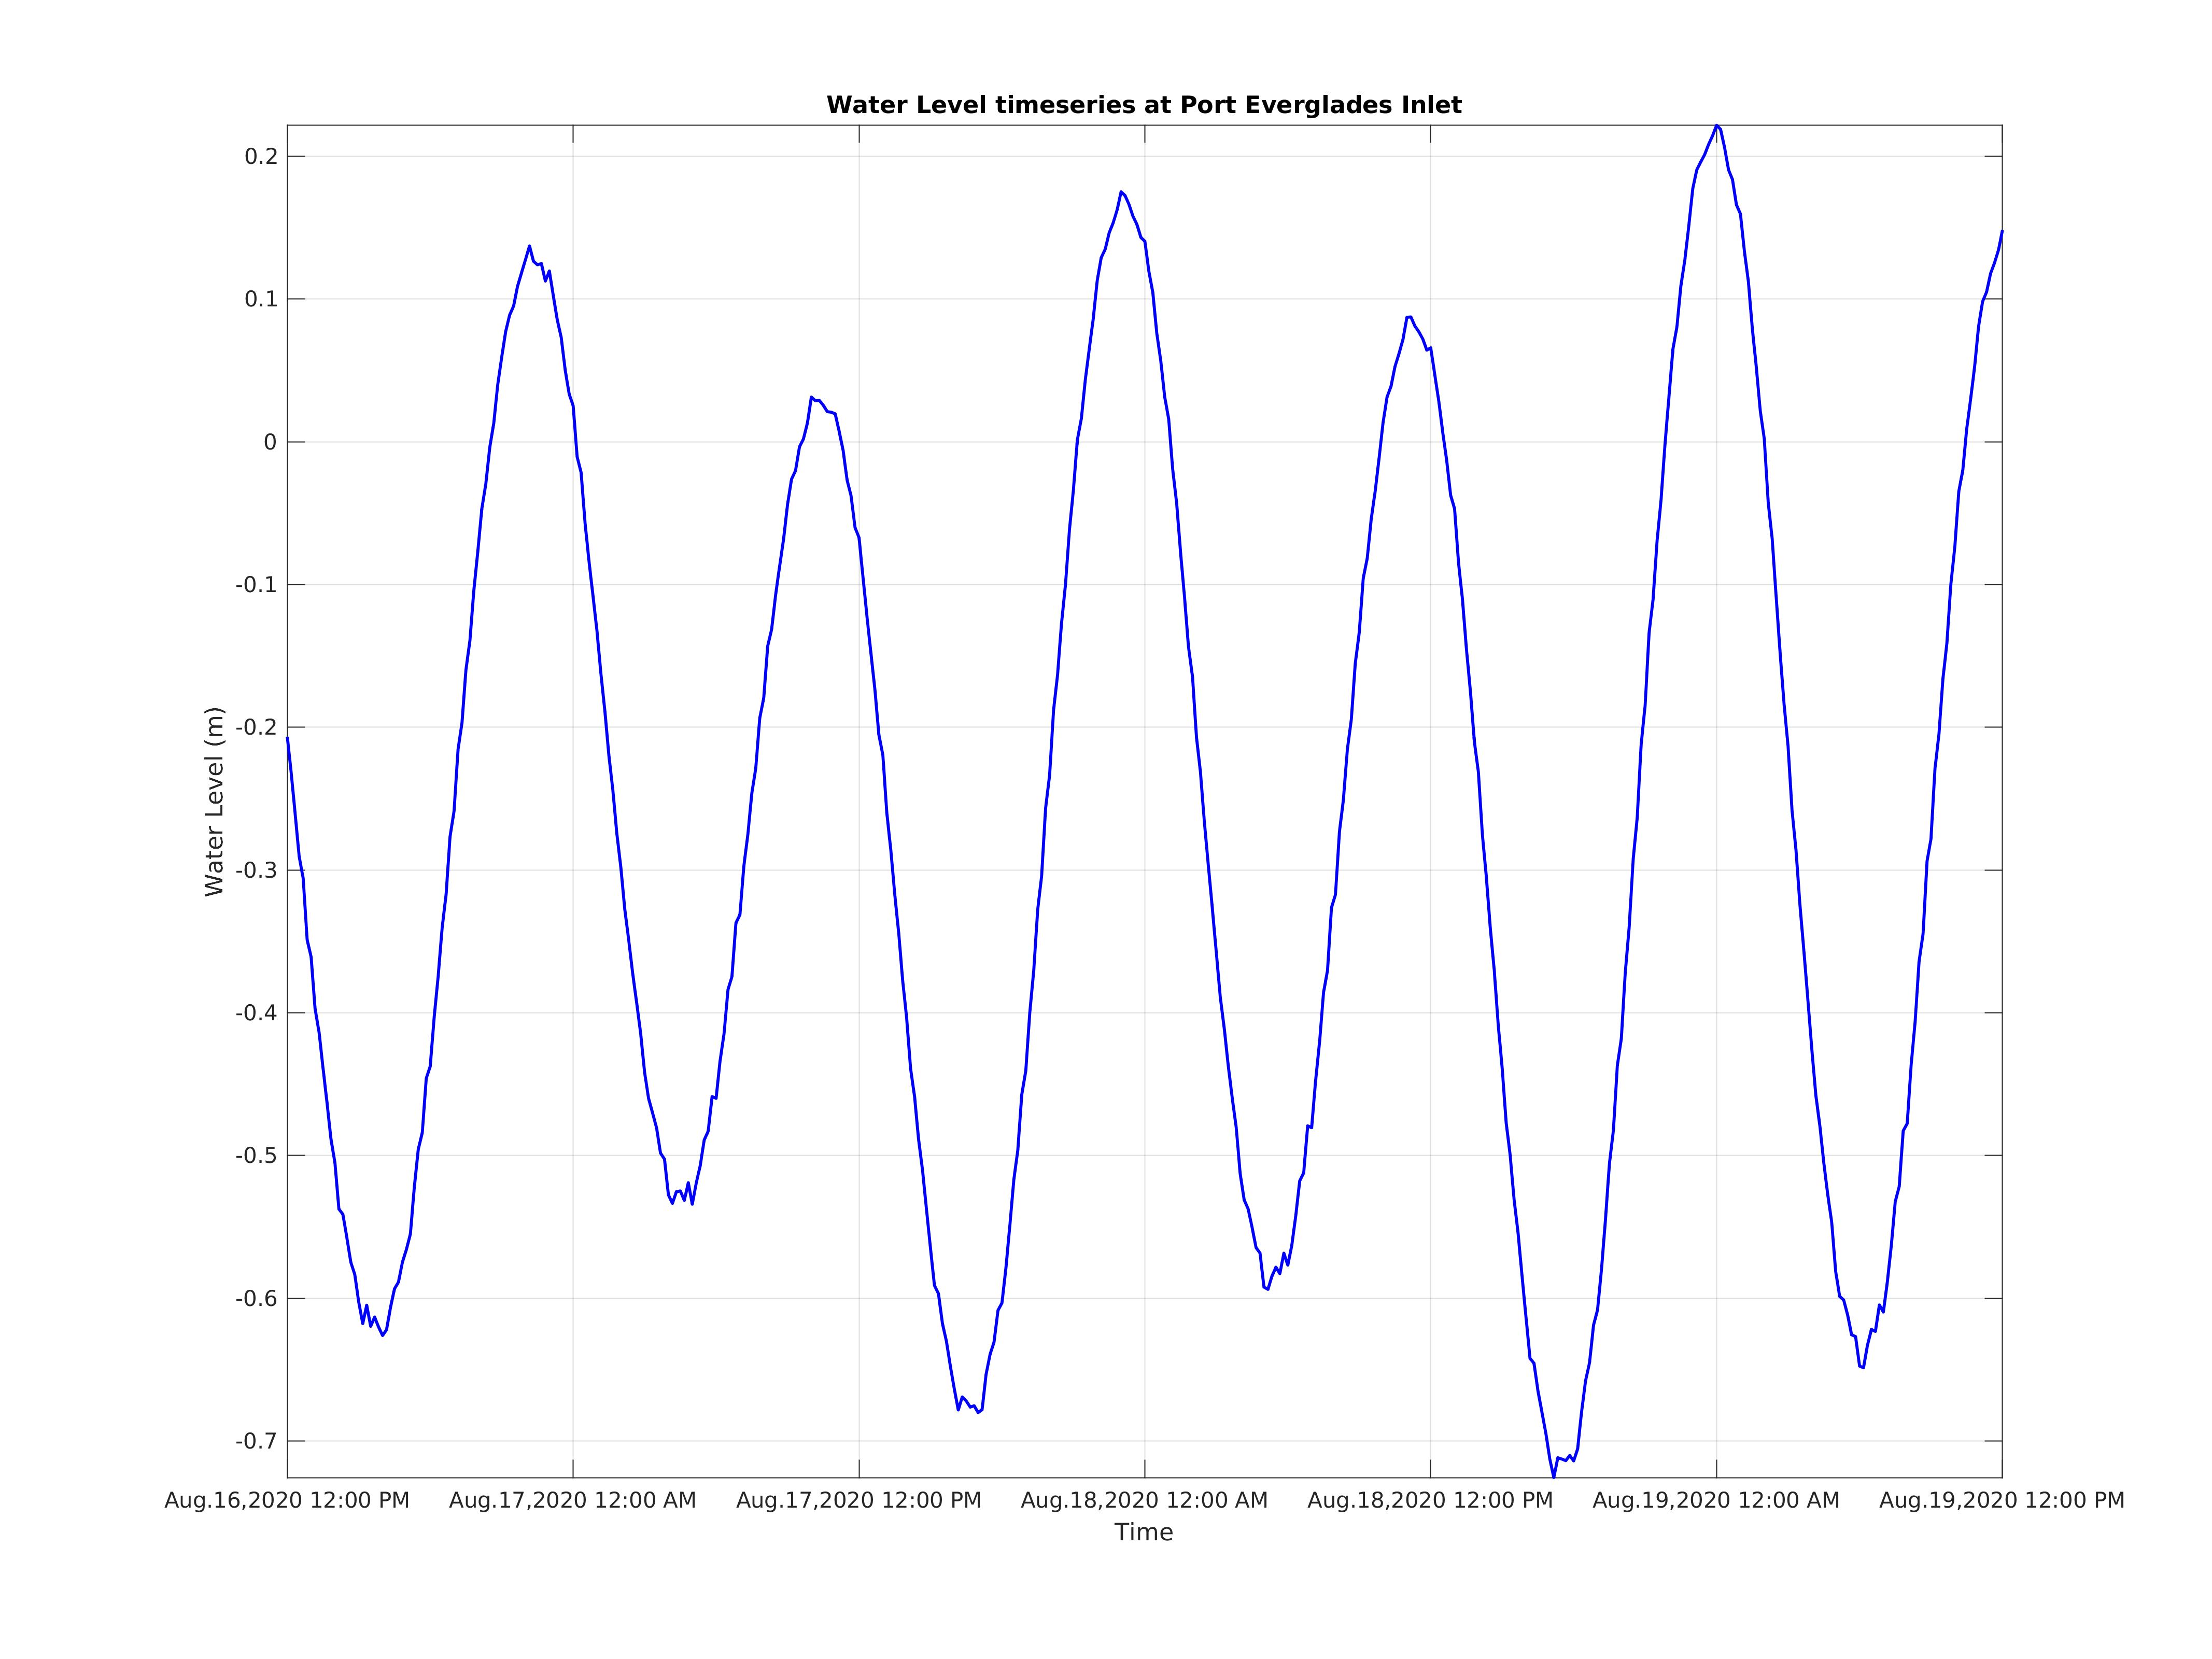 Water Level timeseries at Port Everglades Inlet
0.2
0.1
0
-0.1
-0.2
-0.3
-0.4
-0.5
-0.6
-0.7
Water Level (m)
Aug.16,2020 12:00 PM Aug.17,2020 12:00 AM Aug.17,2020 12:00 PM Aug.18,2020 12:00 AM Aug.18,2020 12:00 PM Aug.19,2020 12:00 AM Aug.19,2020 12:00 PM
Time